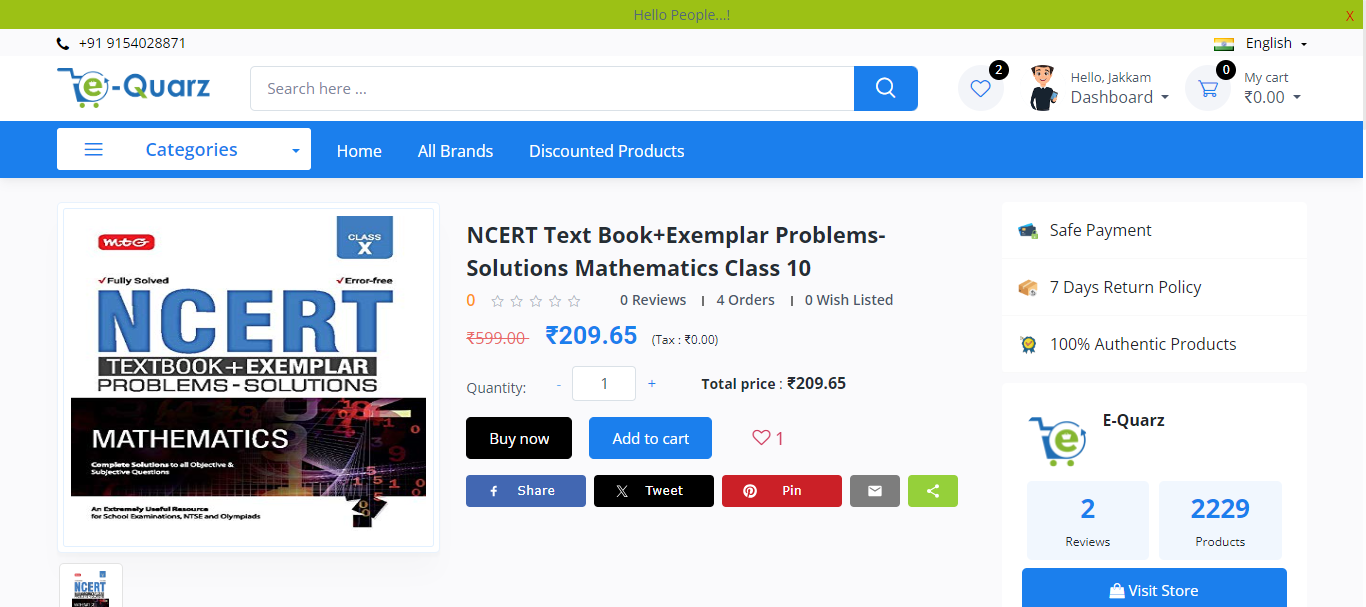 Hello People...!
X
+91 9154028871
English
e-Quarz
Search here ...
2
Hello, Jakkam
Dashboard
0
My cart
₹0.00
Categories
Home
All Brands
Discounted Products
MtG
CLASS
X
Fully Solved
Error-free
NCERT
TEXTBOOK+EXEMPLAR
PROBLEMS-SOLUTIONS
MATHEMATICS
Complete Solutions to all Objective &
Subjective Questions
An Extremely Useful Resource
for School Examinations, NTSE and Olympiads
NCERT
NCERT Text Book+Exemplar Problems-
Solutions Mathematics Class 10
0
0 Reviews
4 Orders
0 Wish Listed
₹599.00
₹209.65
(Tax : ₹0.00)
Quantity:
-
1
+
Total price : ₹209.65
Buy now
Add to cart
1
Share
Tweet
Pin
Safe Payment
7 Days Return Policy
100% Authentic Products
e
E-Quarz
2
Reviews
2229
Products
Visit Store